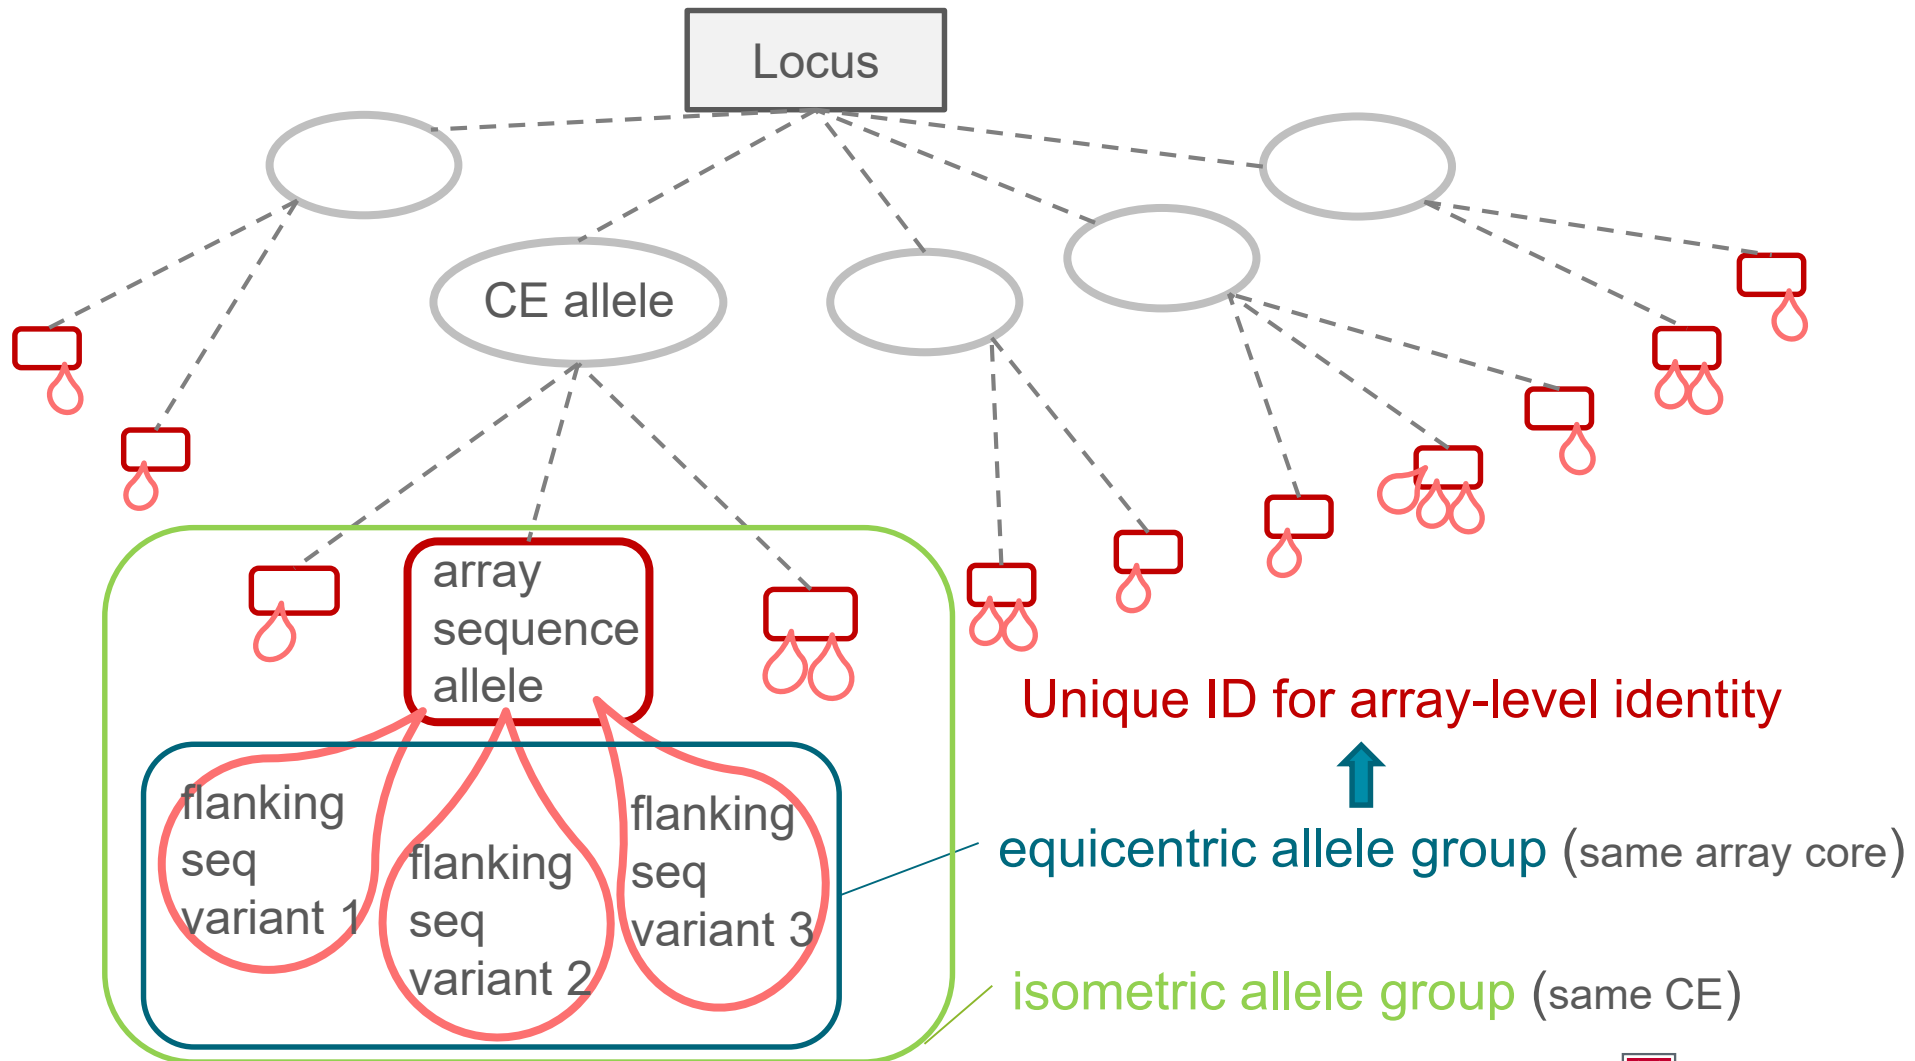 Locus
CE allele
array
sequence
allele
Unique ID for array-level identity
flanking
seq
variant 1
flanking
seq
variant 2
flanking
seq
variant 3
equicentric allele group (same array core)
isometric allele group (same CE)